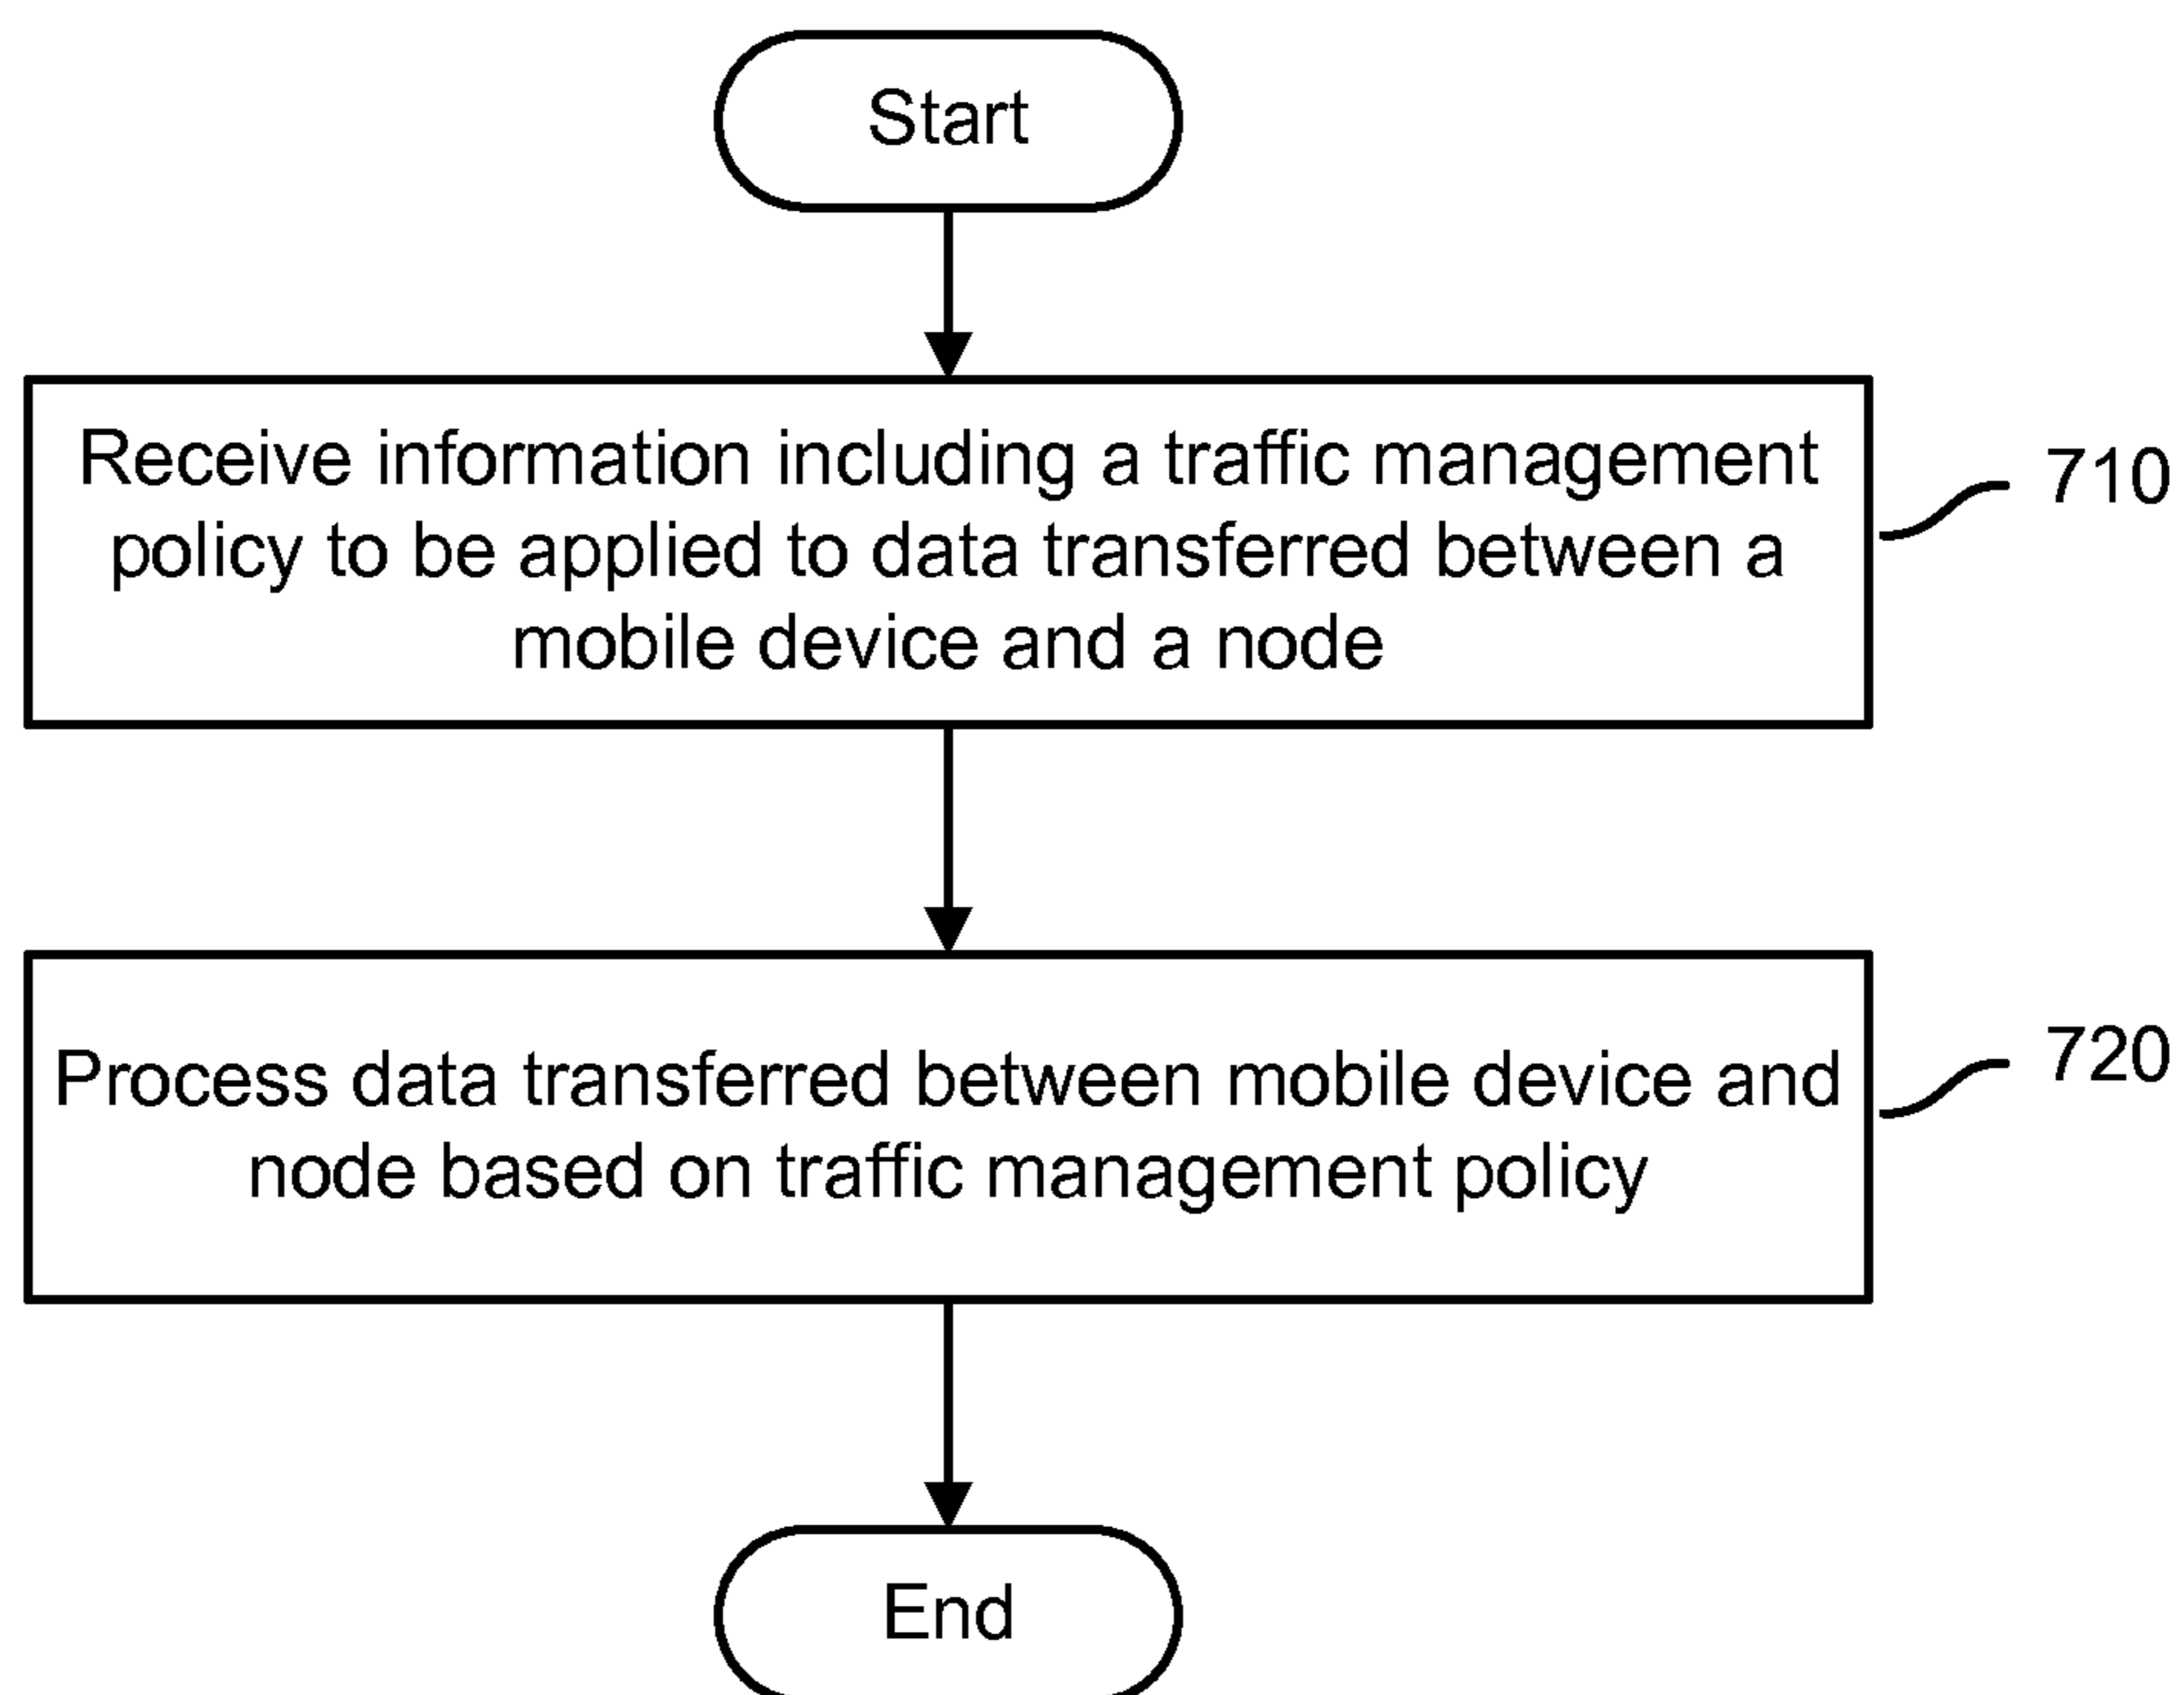 Start
Receive information including a traffic management
policy to be applied to data transferred between a
mobile device and a node
710
Process data transferred between mobile device and
node based on traffic management policy
720
End